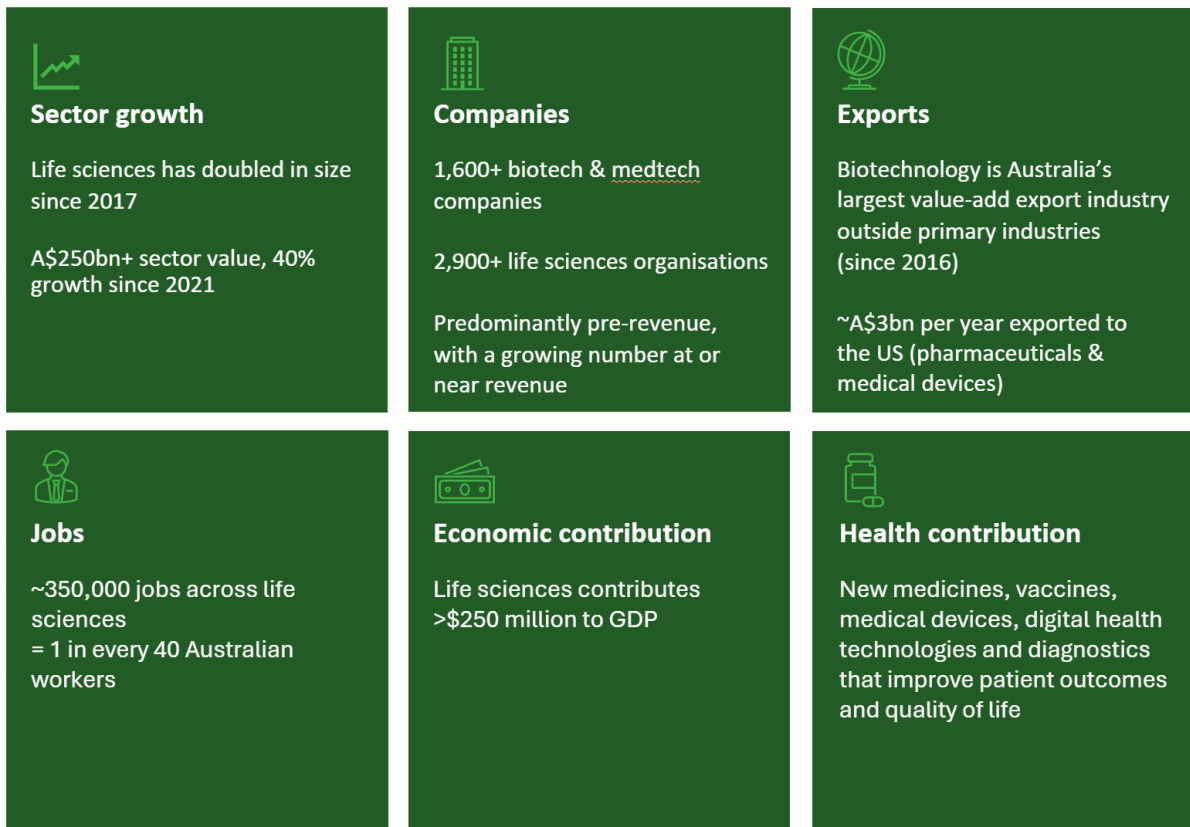 Sector growth
Life sciences has doubled in size
since 2017
A$250bn+ sector value, 40%
growth since 2021
Companies
1,600+ biotech & medtech
companies
2,900+ life sciences organisations
Predominantly pre-revenue,
with a growing number at or
near revenue
Exports
Biotechnology is Australia’s
largest value-add export industry
outside primary industries
(since 2016)
~A$3bn per year exported to
the US (pharmaceuticals &
medical devices)
Jobs
~350,000 jobs across life
sciences
= 1 in every 40 Australian
workers
Economic contribution
Life sciences contributes
>$250 million to GDP
Health contribution
New medicines, vaccines,
medical devices, digital health
technologies and diagnostics
that improve patient outcomes
and quality of life